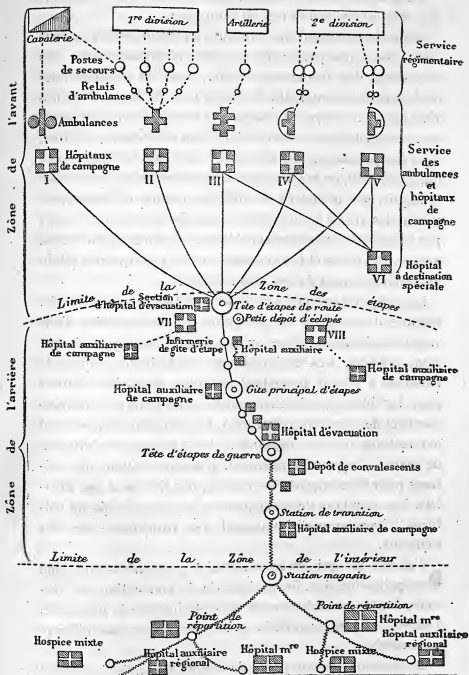 Cavalerie
1re division
Artillerie
2e division
Service
régimentaire
Postes
de secours
Relais
d'ambulance
Ambulances
Hôpitaux
de campagne
I
II
III
IV
V
Service
des
ambulances
et
hôpitaux
de
campagne
VI
Hôpital
à destination
spéciale
Zône de l'avant
Limite de la Zône des étapes
Section
d'hôpital d'évacuation
Tête d'étapes de route
Petit dépôt d'éclopés
VII
VIII
Hôpital auxiliaire
de campagne
Infirmerie
de gîte d'étape
Hôpital auxiliaire
Hôpital auxiliaire
de campagne
Hôpital auxiliaire
de campagne
Gîte principal d'étapes
Hôpital d'évacuation
Tête d'étapes de guerre
Dépôt de convalescents
Station de transition
Hôpital auxiliaire de campagne
Zône de l'arrière
Limite de la Zône de l'intérieur
Station magasin
Point de
répartition
Point de répartition
Hôpital mre
Hospice mixte
Hôpital auxiliaire
régional
Hôpital mre
Hospice mixte
Hôpital auxiliaire
régional